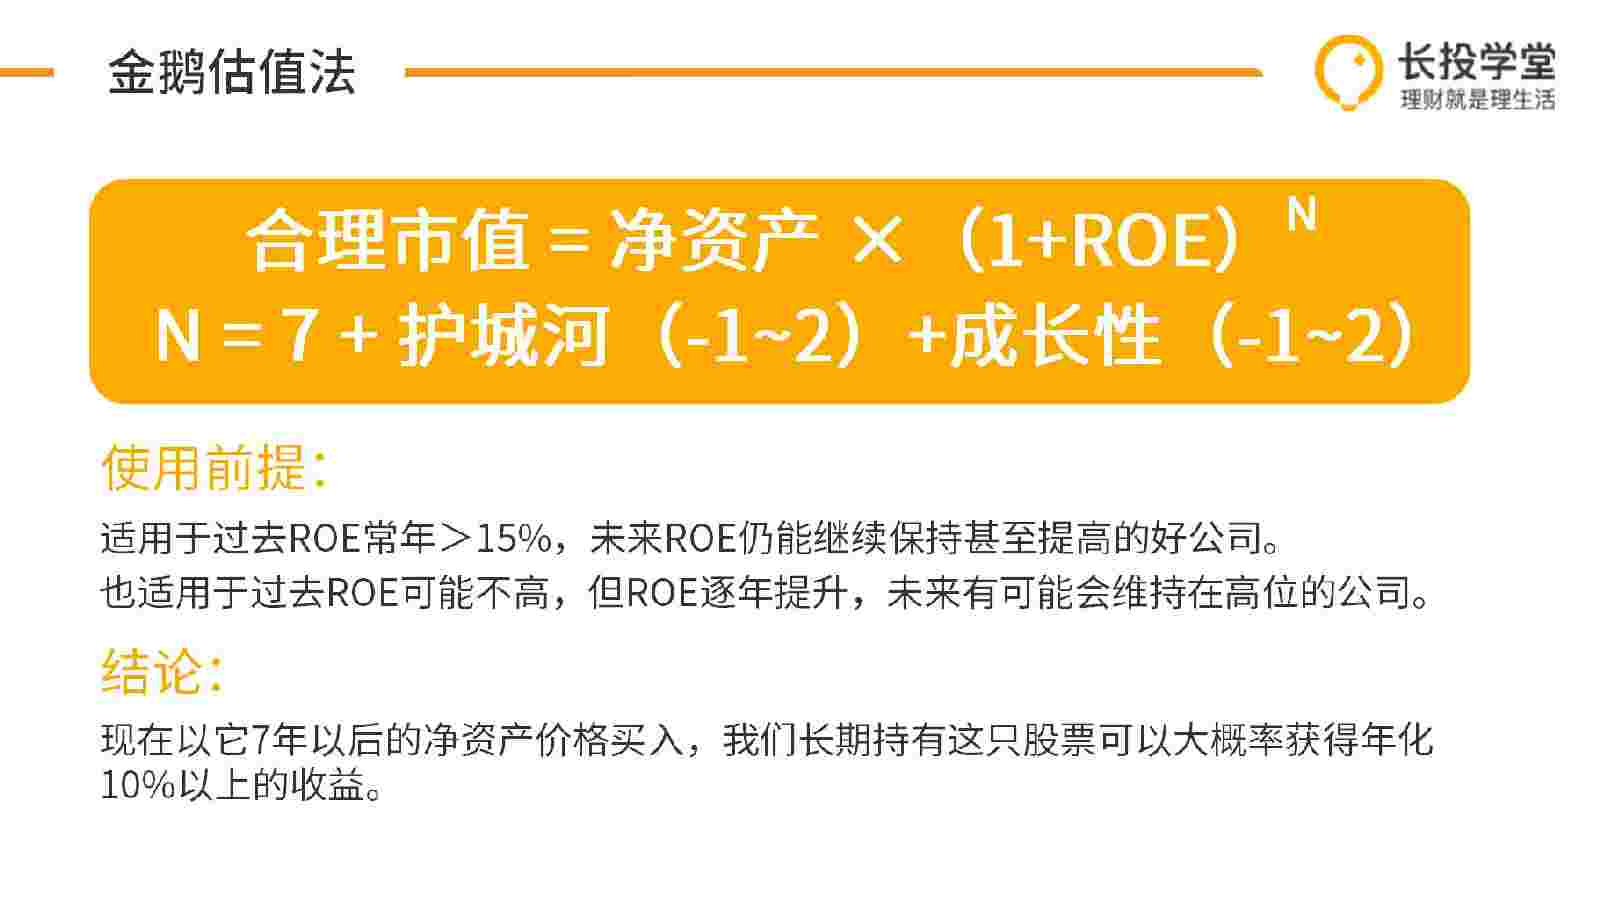 金鹅估值法
长投学堂
理财就是理生活
合理市值 = 净资产 ×（1+ROE）N
N = 7 + 护城河（-1~2）+成长性（-1~2）
使用前提：
适用于过去ROE常年＞15%，未来ROE仍能继续保持甚至提高的好公司。
也适用于过去ROE可能不高，但ROE逐年提升，未来有可能会维持在高位的公司。
结论：
现在以它7年以后的净资产价格买入，我们长期持有这只股票可以大概率获得年化
10%以上的收益。